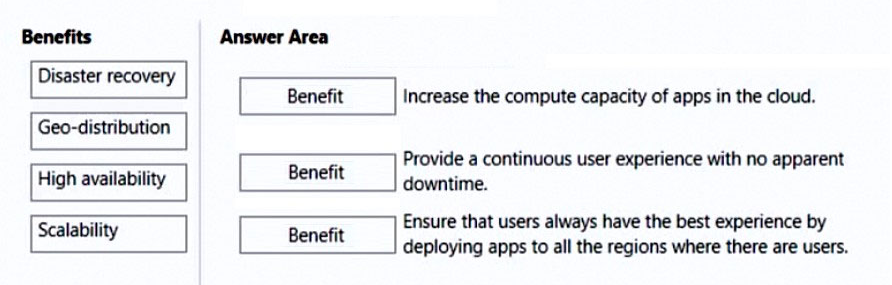 Benefits
Answer Area
Disaster recovery
Geo-distribution
High availability
Scalability
Benefit
Increase the compute capacity of apps in the cloud.
Benefit
Provide a continuous user experience with no apparent
downtime.
Benefit
Ensure that users always have the best experience by
deploying apps to all the regions where there are users.